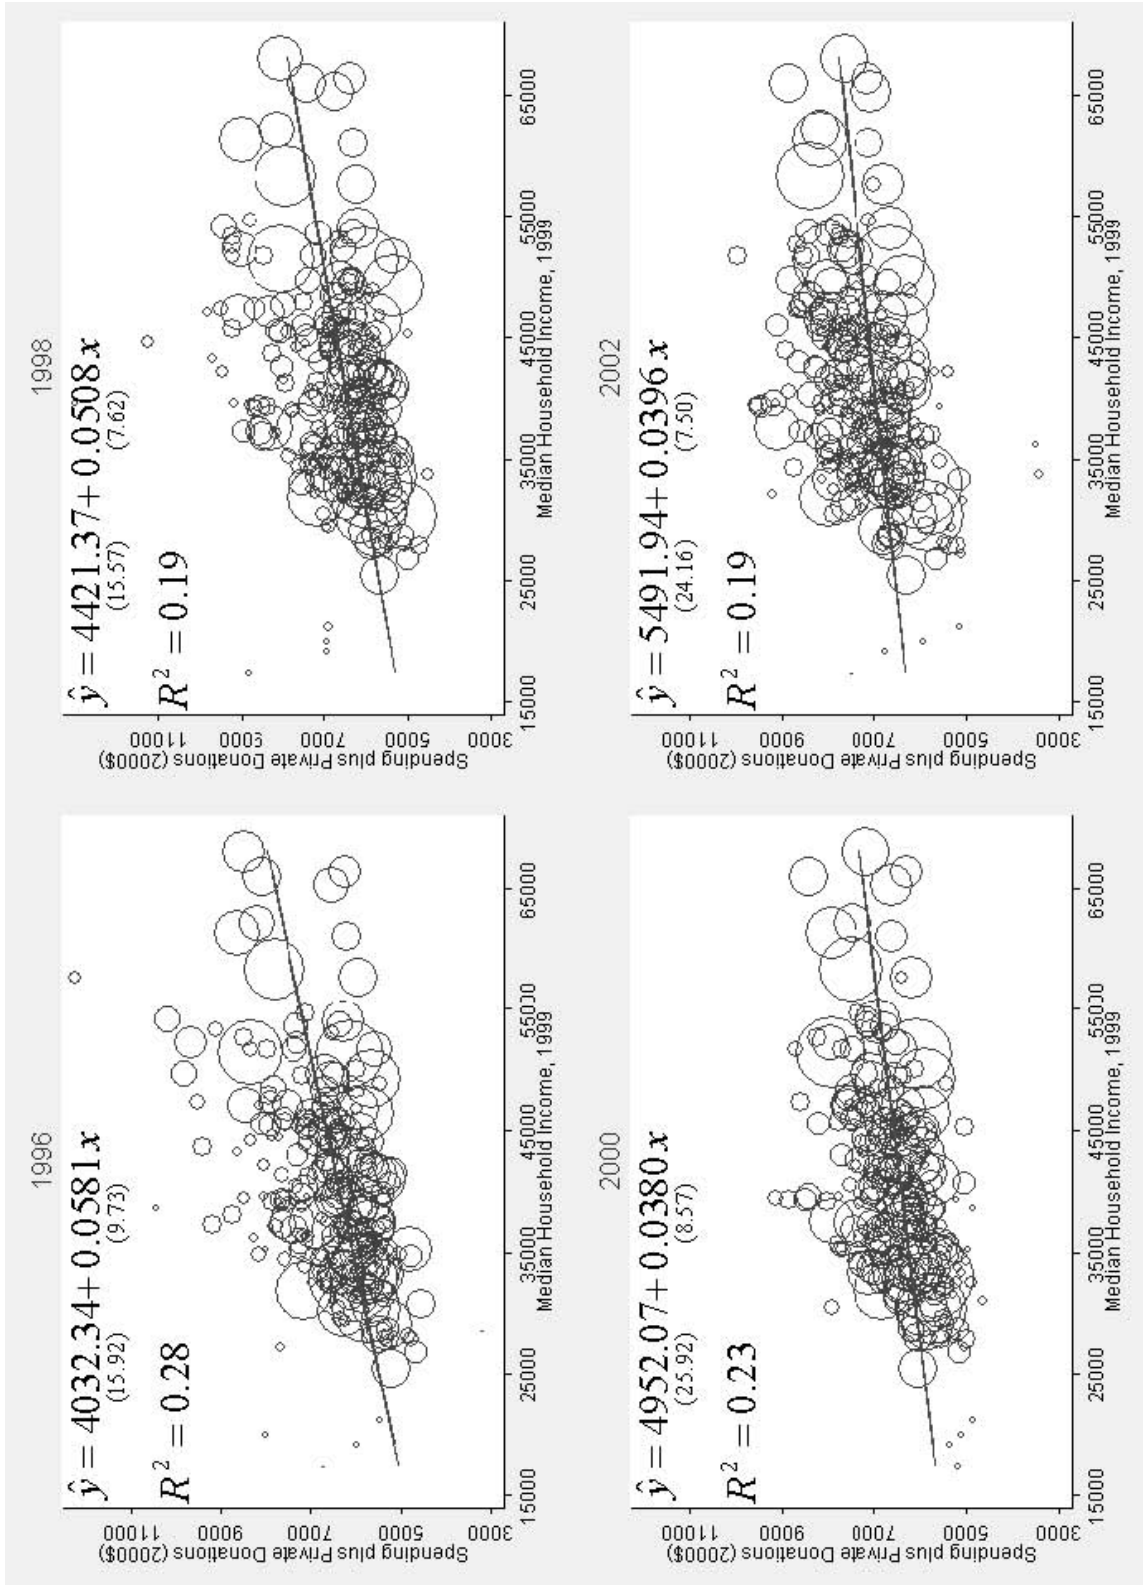 1996
ŷ = 4032.34 + 0.0581x
(15.92) (9.73)
R² = 0.28
Spending plus Private Donations (2000$)
11000
9000
7000
5000
3000
15000 25000 35000 45000 55000 65000
Median Household Income, 1999
1998
ŷ = 4421.37 + 0.0508x
(15.57) (7.62)
R² = 0.19
Spending plus Private Donations (2000$)
11000
9000
7000
5000
3000
15000 25000 35000 45000 55000 65000
Median Household Income, 1999
2000
ŷ = 4952.07 + 0.0380x
(25.92) (8.57)
R² = 0.23
Spending plus Private Donations (2000$)
11000
9000
7000
5000
3000
15000 25000 35000 45000 55000 65000
Median Household Income, 1999
2002
ŷ = 5491.94 + 0.0396x
(24.16) (7.50)
R² = 0.19
Spending plus Private Donations (2000$)
11000
9000
7000
5000
3000
15000 25000 35000 45000 55000 65000
Median Household Income, 1999